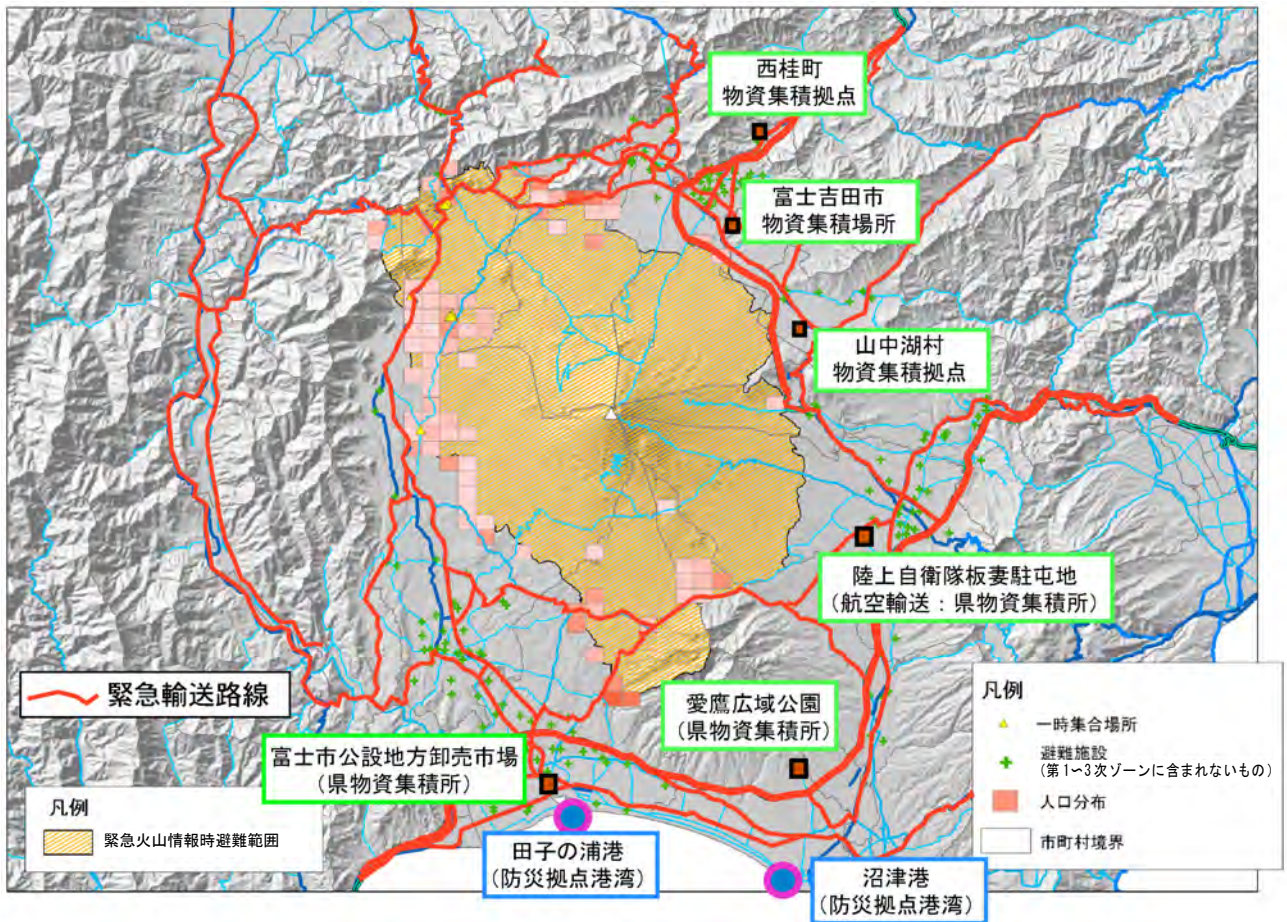 西桂町
物資集積拠点
富士吉田市
物資集積場所
山中湖村
物資集積拠点
陸上自衛隊板妻駐屯地
(航空輸送：県物資集積所)
緊急輸送路線
愛鷹広域公園
(県物資集積所)
富士市公設地方卸売市場
(県物資集積所)
凡例
緊急火山情報時避難範囲
田子の浦港
(防災拠点港湾)
沼津港
(防災拠点港湾)
凡例
一時集合場所
避難施設
(第1～3次ゾーンに含まれないもの)
人口分布
市町村境界